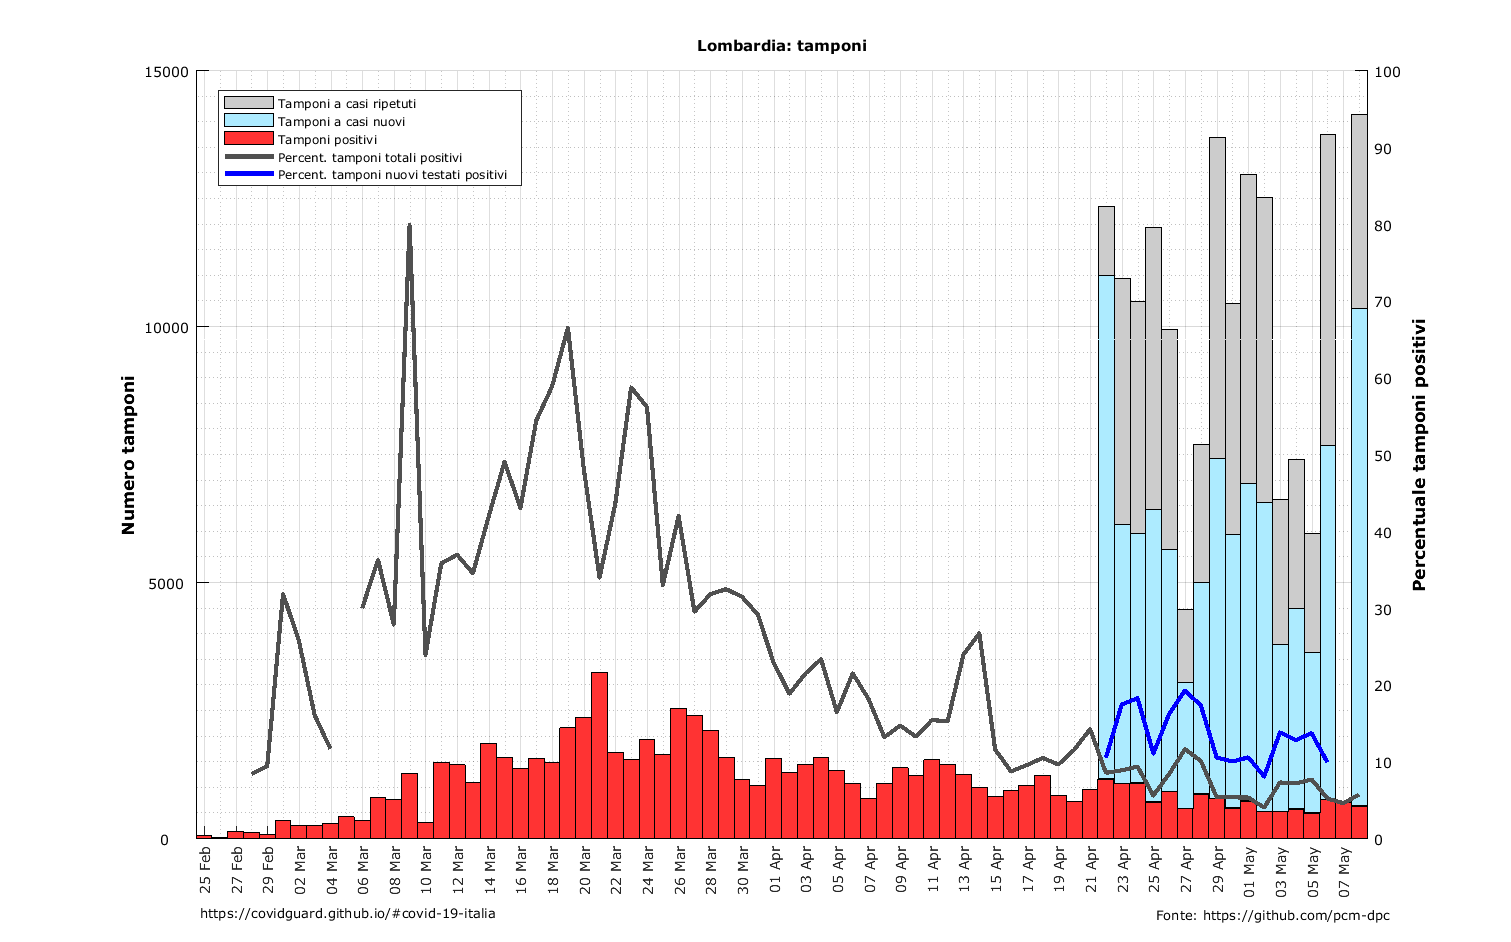 Lombardia: tamponi
15000
10000
5000
0
Numero tamponi
Tamponi a casi ripetuti
Tamponi a casi nuovi
Tamponi positivi
Percent. tamponi totali positivi
Percent. tamponi nuovi testati positivi
100
90
80
70
60
50
40
30
20
10
0
Percentuale tamponi positivi
25 Feb
27 Feb
29 Feb
02 Mar
04 Mar
06 Mar
08 Mar
10 Mar
12 Mar
14 Mar
16 Mar
18 Mar
20 Mar
22 Mar
24 Mar
26 Mar
28 Mar
30 Mar
01 Apr
03 Apr
05 Apr
07 Apr
09 Apr
11 Apr
13 Apr
15 Apr
17 Apr
19 Apr
21 Apr
23 Apr
25 Apr
27 Apr
29 Apr
01 May
03 May
05 May
07 May
https://covidguard.github.io/#covid-19-italia
Fonte: https://github.com/pcm-dpc